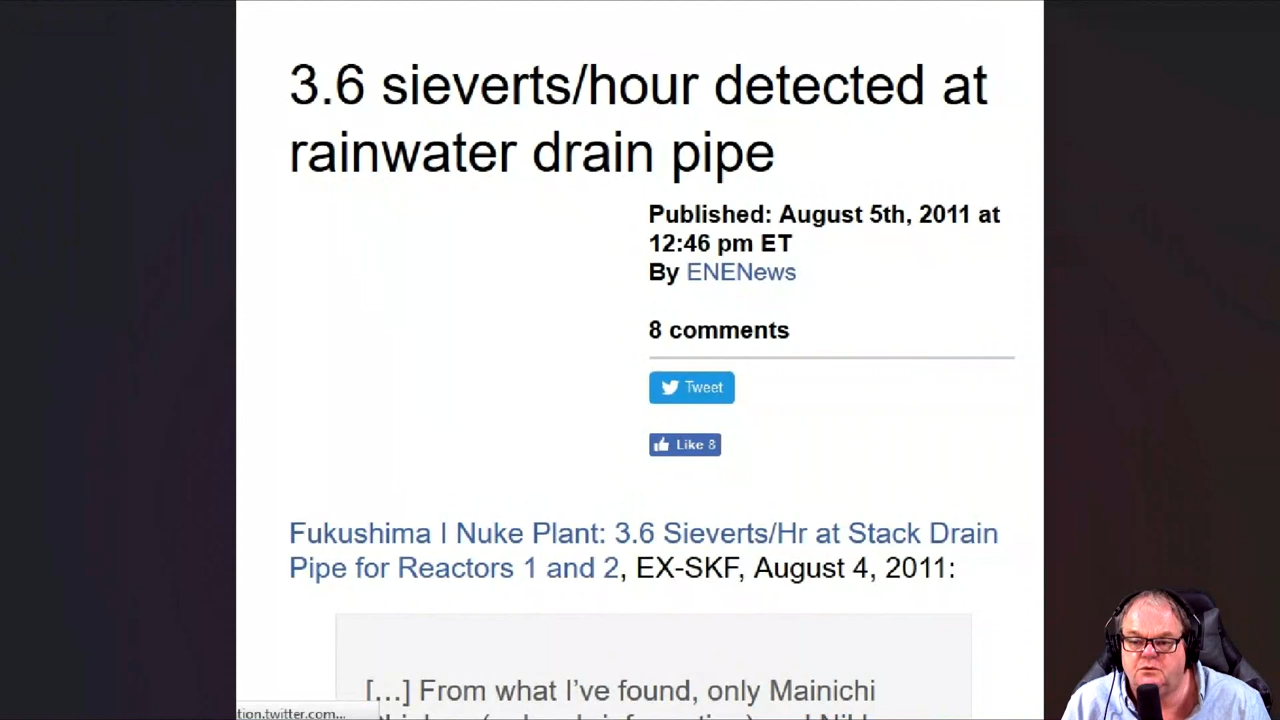 3.6 sieverts/hour detected at
rainwater drain pipe
Published: August 5th, 2011 at
12:46 pm ET
By ENENews
8 comments
Tweet
Like 8
Fukushima I Nuke Plant: 3.6 Sieverts/Hr at Stack Drain
Pipe for Reactors 1 and 2, EX-SKF, August 4, 2011:
[…] From what I’ve found, only Mainichi
tion.twitter.com...